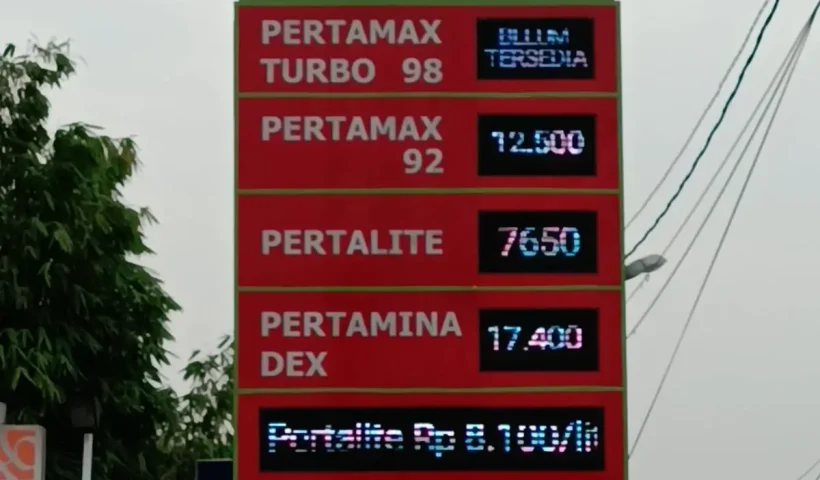 PERTAMAX
BELUM
TURBO 98
TERSEDIA
PERTAMAX
92
12.500
PERTALITE
7650
PERTAMINA
DEX
17.400
Pertalite Rp 8.100/li